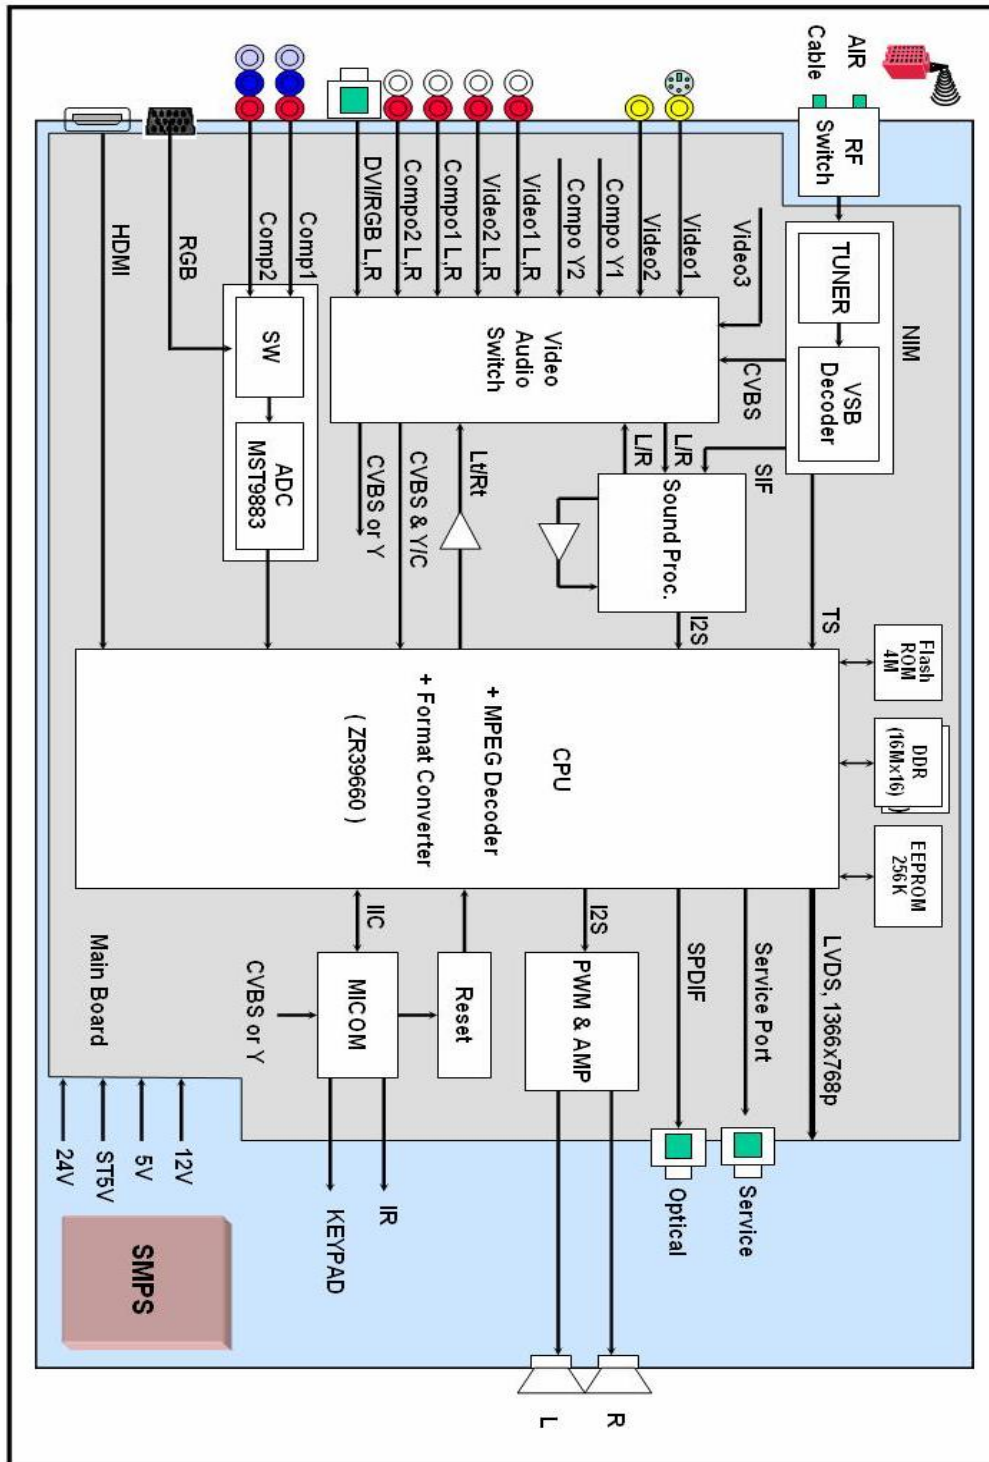 AIR
Cable
RF
Switch
TUNER
VSB
Decoder
NIM
Video3
Video1
Video2
Compo Y1
Compo Y2
Video1 L,R
Video2 L,R
Compo1 L,R
Compo2 L,R
DVI/RGB L,R
Comp1
Comp2
RGB
HDMI
Video
Audio
Switch
SW
ADC
MST9883
CVBS
SIF
TS
L/R
L/R
Sound Proc.
I2S
Lt/Rt
CVBS & Y/C
CVBS or Y
Flash
ROM
4M
DDR
(16Mx16)
)
EEPROM
256K
CPU
+ MPEG Decoder
+ Format Converter
( ZR39660 )
LVDS, 1366x768p
Service Port
SPDIF
I2S
PWM & AMP
Reset
IIC
MICOM
CVBS or Y
Main Board
Service
Optical
IR
KEYPAD
12V
5V
ST5V
24V
SMPS
R
L